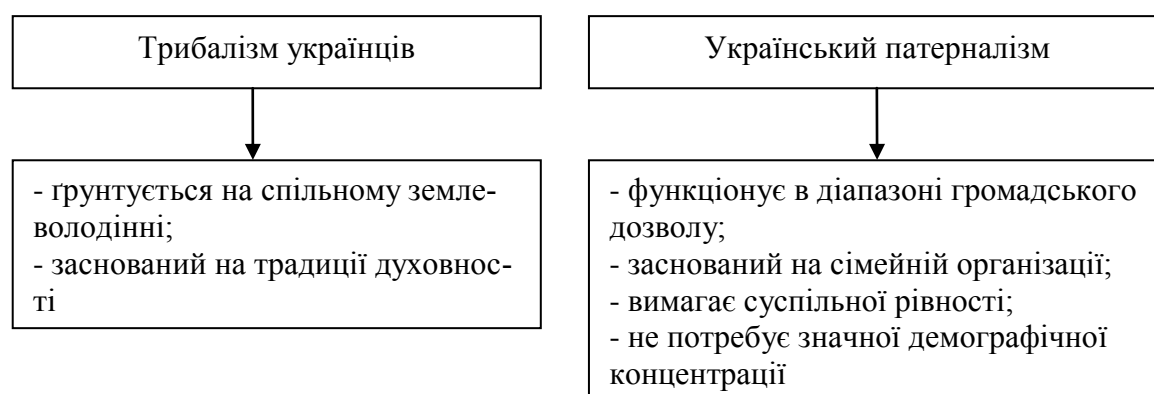 Трибалізм українців
Український патерналізм
- ґрунтується на спільному земле-
володінні;
- заснований на традиції духовнос-
ті
- функціонує в діапазоні громадського
дозволу;
- заснований на сімейній організації;
- вимагає суспільної рівності;
- не потребує значної демографічної
концентрації